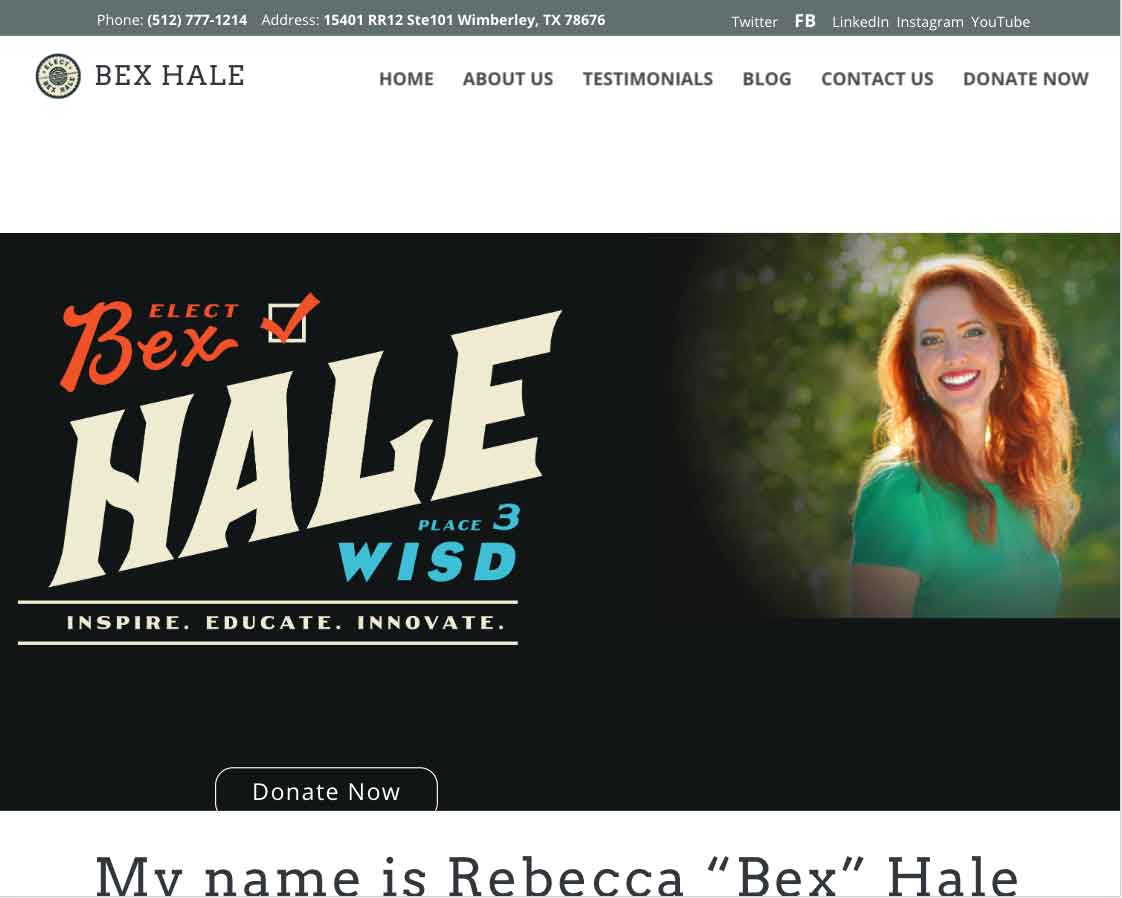 Phone: (512) 777-1214 Address: 15401 RR12 Ste101 Wimberley, TX 78676 Twitter FB LinkedIn Instagram YouTube
ELECT
BEX HALE
BEX HALE HOME ABOUT US TESTIMONIALS BLOG CONTACT US DONATE NOW
ELECT
Bex
HALE
PLACE 3
WISD
INSPIRE. EDUCATE. INNOVATE.
Donate Now
My name is Rebecca “Bex” Hale